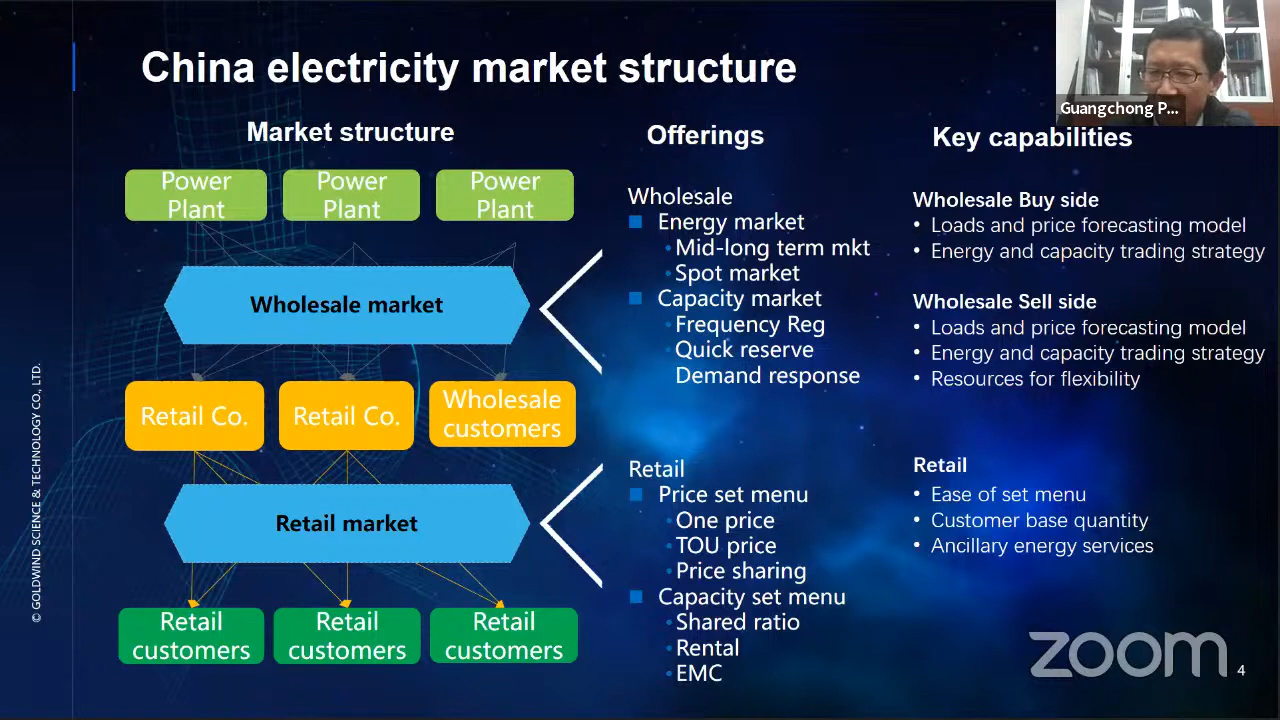 China electricity market structure
Guangchong P...
Market structure
Power
Plant
Power
Plant
Power
Plant
Wholesale market
Retail Co.
Retail Co.
Wholesale
customers
Retail market
Retail
customers
Retail
customers
Retail
customers
Offerings
Wholesale
Energy market
Mid-long term mkt
Spot market
Capacity market
Frequency Reg
Quick reserve
Demand response
Retail
Price set menu
One price
TOU price
Price sharing
Capacity set menu
Shared ratio
Rental
EMC
Key capabilities
Wholesale Buy side
• Loads and price forecasting model
• Energy and capacity trading strategy
Wholesale Sell side
• Loads and price forecasting model
• Energy and capacity trading strategy
• Resources for flexibility
Retail
• Ease of set menu
• Customer base quantity
• Ancillary energy services
© GOLDWIND SCIENCE & TECHNOLOGY CO., LTD.
zoom
4